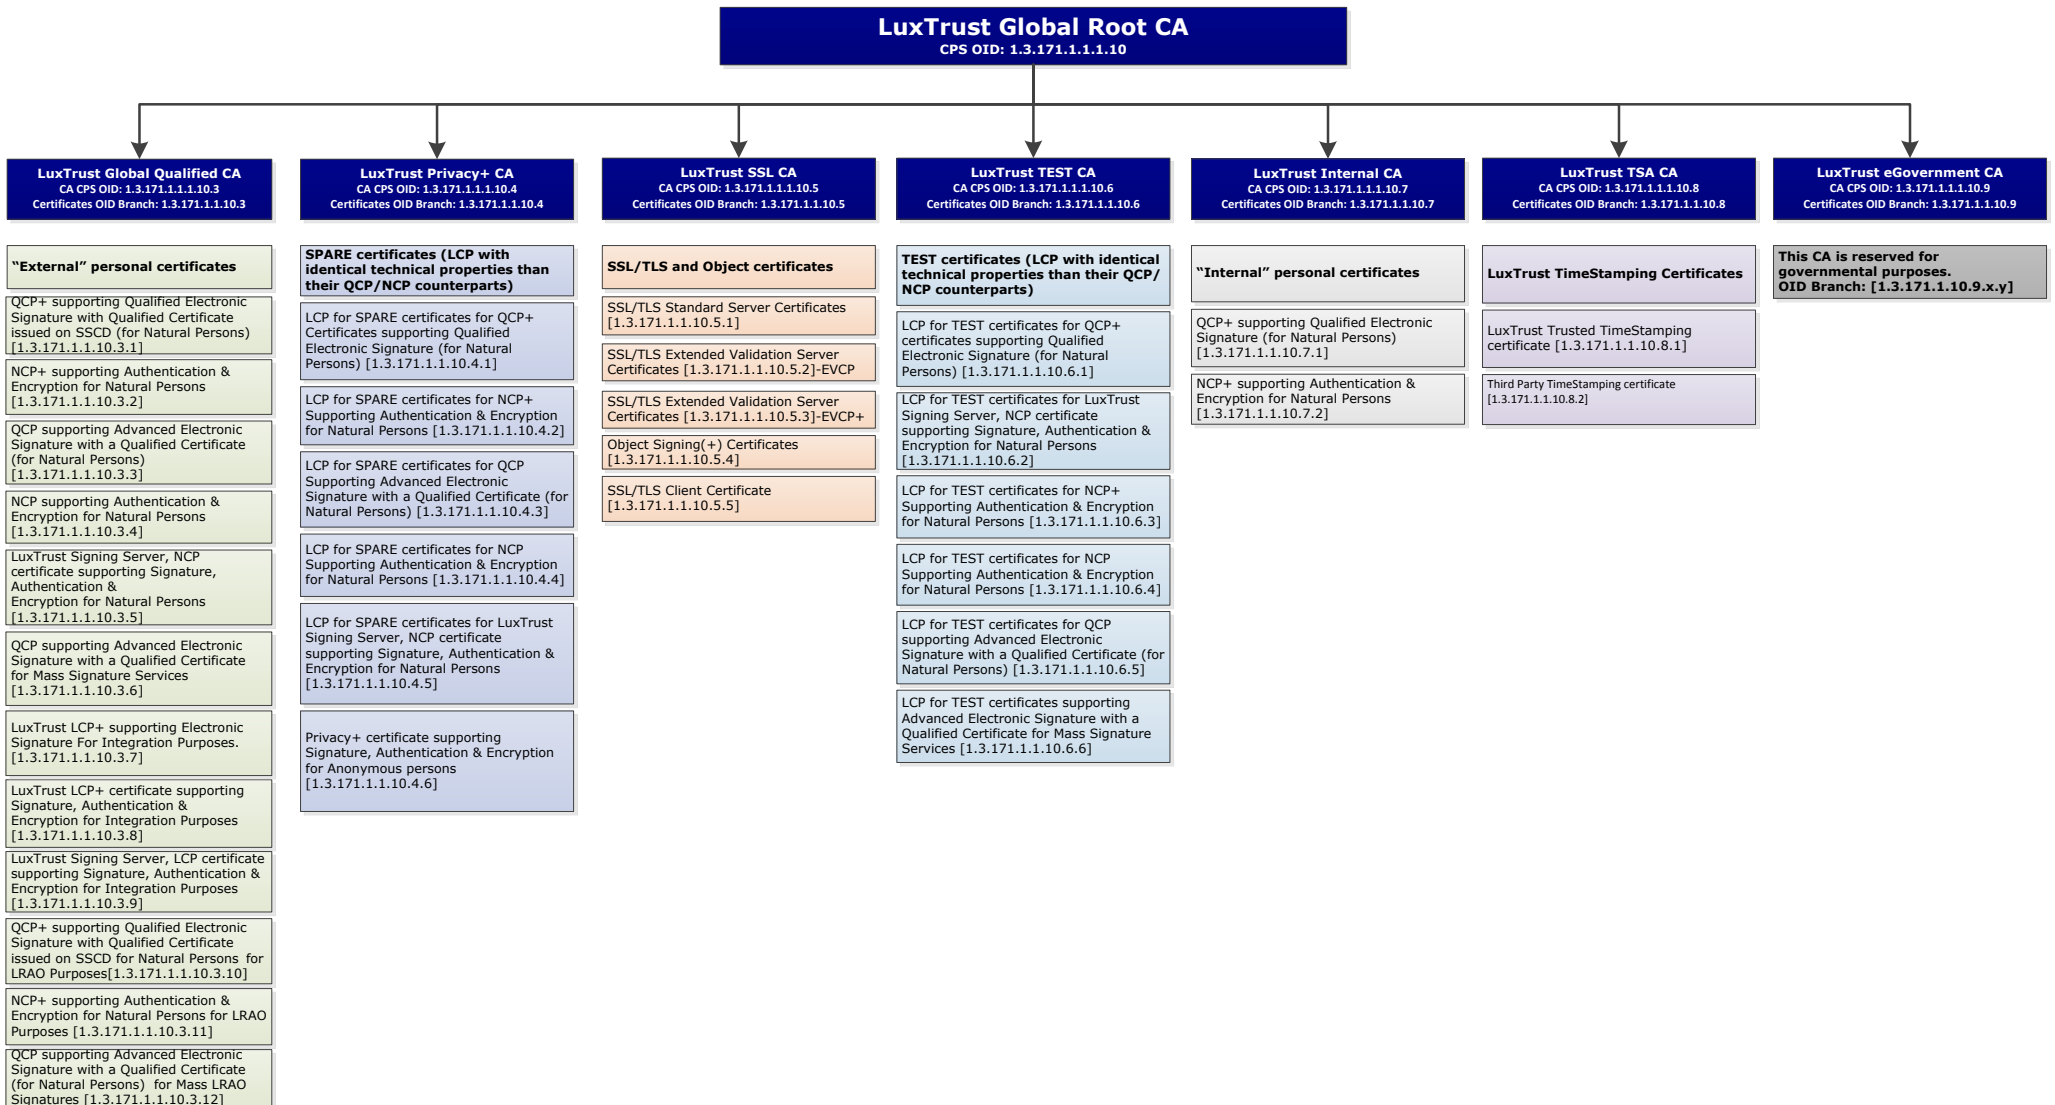 LuxTrust Global Root CA
CPS OID: 1.3.171.1.1.1.10
LuxTrust Global Qualified CA
CA CPS OID: 1.3.171.1.1.1.10.3
Certificates OID Branch: 1.3.171.1.1.10.3
“External” personal certificates
QCP+ supporting Qualified Electronic
Signature with Qualified Certificate
issued on SSCD (for Natural Persons)
[1.3.171.1.1.10.3.1]
NCP+ supporting Authentication &
Encryption for Natural Persons
[1.3.171.1.1.10.3.2]
QCP supporting Advanced Electronic
Signature with a Qualified Certificate
(for Natural Persons)
[1.3.171.1.1.10.3.3]
NCP supporting Authentication &
Encryption for Natural Persons
[1.3.171.1.1.10.3.4]
LuxTrust Signing Server, NCP
certificate supporting Signature,
Authentication &
Encryption for Natural Persons
[1.3.171.1.1.10.3.5]
QCP supporting Advanced Electronic
Signature with a Qualified Certificate
for Mass Signature Services
[1.3.171.1.1.10.3.6]
LuxTrust LCP+ supporting Electronic
Signature For Integration Purposes.
[1.3.171.1.1.10.3.7]
LuxTrust LCP+ certificate supporting
Signature, Authentication &
Encryption for Integration Purposes
[1.3.171.1.1.10.3.8]
LuxTrust Signing Server, LCP certificate
supporting Signature, Authentication &
Encryption for Integration Purposes
[1.3.171.1.1.10.3.9]
QCP+ supporting Qualified Electronic
Signature with Qualified Certificate
issued on SSCD for Natural Persons for
LRAO Purposes[1.3.171.1.1.10.3.10]
NCP+ supporting Authentication &
Encryption for Natural Persons for LRAO
Purposes [1.3.171.1.1.10.3.11]
QCP supporting Advanced Electronic
Signature with a Qualified Certificate
(for Natural Persons) for Mass LRAO
Signatures [1.3.171.1.1.10.3.12]
LuxTrust Privacy+ CA
CA CPS OID: 1.3.171.1.1.1.10.4
Certificates OID Branch: 1.3.171.1.1.10.4
SPARE certificates (LCP with
identical technical properties than
their QCP/NCP counterparts)
LCP for SPARE certificates for QCP+
Certificates supporting Qualified
Electronic Signature (for Natural
Persons) [1.3.171.1.1.10.4.1]
LCP for SPARE certificates for NCP+
Supporting Authentication & Encryption
for Natural Persons [1.3.171.1.1.10.4.2]
LCP for SPARE certificates for QCP
Supporting Advanced Electronic
Signature with a Qualified Certificate (for
Natural Persons) [1.3.171.1.1.10.4.3]
LCP for SPARE certificates for NCP
Supporting Authentication & Encryption
for Natural Persons [1.3.171.1.1.10.4.4]
LCP for SPARE certificates for LuxTrust
Signing Server, NCP certificate
supporting Signature, Authentication &
Encryption for Natural Persons
[1.3.171.1.1.10.4.5]
Privacy+ certificate supporting
Signature, Authentication & Encryption
for Anonymous persons
[1.3.171.1.1.10.4.6]
LuxTrust SSL CA
CA CPS OID: 1.3.171.1.1.1.10.5
Certificates OID Branch: 1.3.171.1.1.10.5
SSL/TLS and Object certificates
SSL/TLS Standard Server Certificates
[1.3.171.1.1.10.5.1]
SSL/TLS Extended Validation Server
Certificates [1.3.171.1.1.10.5.2]-EVCP
SSL/TLS Extended Validation Server
Certificates [1.3.171.1.1.10.5.3]-EVCP+
Object Signing(+) Certificates
[1.3.171.1.1.10.5.4]
SSL/TLS Client Certificate
[1.3.171.1.1.10.5.5]
LuxTrust TEST CA
CA CPS OID: 1.3.171.1.1.1.10.6
Certificates OID Branch: 1.3.171.1.1.10.6
TEST certificates (LCP with identical
technical properties than their QCP/
NCP counterparts)
LCP for TEST certificates for QCP+
certificates supporting Qualified
Electronic Signature (for Natural
Persons) [1.3.171.1.1.10.6.1]
LCP for TEST certificates for LuxTrust
Signing Server, NCP certificate
supporting Signature, Authentication &
Encryption for Natural Persons
[1.3.171.1.1.10.6.2]
LCP for TEST certificates for NCP+
Supporting Authentication & Encryption
for Natural Persons [1.3.171.1.1.10.6.3]
LCP for TEST certificates for NCP
Supporting Authentication & Encryption
for Natural Persons [1.3.171.1.1.10.6.4]
LCP for TEST certificates for QCP
supporting Advanced Electronic
Signature with a Qualified Certificate (for
Natural Persons) [1.3.171.1.1.10.6.5]
LCP for TEST certificates supporting
Advanced Electronic Signature with a
Qualified Certificate for Mass Signature
Services [1.3.171.1.1.10.6.6]
LuxTrust Internal CA
CA CPS OID: 1.3.171.1.1.1.10.7
Certificates OID Branch: 1.3.171.1.1.10.7
“Internal” personal certificates
QCP+ supporting Qualified Electronic
Signature (for Natural Persons)
[1.3.171.1.1.10.7.1]
NCP+ supporting Authentication &
Encryption for Natural Persons
[1.3.171.1.1.10.7.2]
LuxTrust TSA CA
CA CPS OID: 1.3.171.1.1.1.10.8
Certificates OID Branch: 1.3.171.1.1.10.8
LuxTrust TimeStamping Certificates
LuxTrust Trusted TimeStamping
certificate [1.3.171.1.1.10.8.1]
Third Party TimeStamping certificate
[1.3.171.1.1.10.8.2]
LuxTrust eGovernment CA
CA CPS OID: 1.3.171.1.1.1.10.9
Certificates OID Branch: 1.3.171.1.1.10.9
This CA is reserved for
governmental purposes.
OID Branch: [1.3.171.1.10.9.x.y]